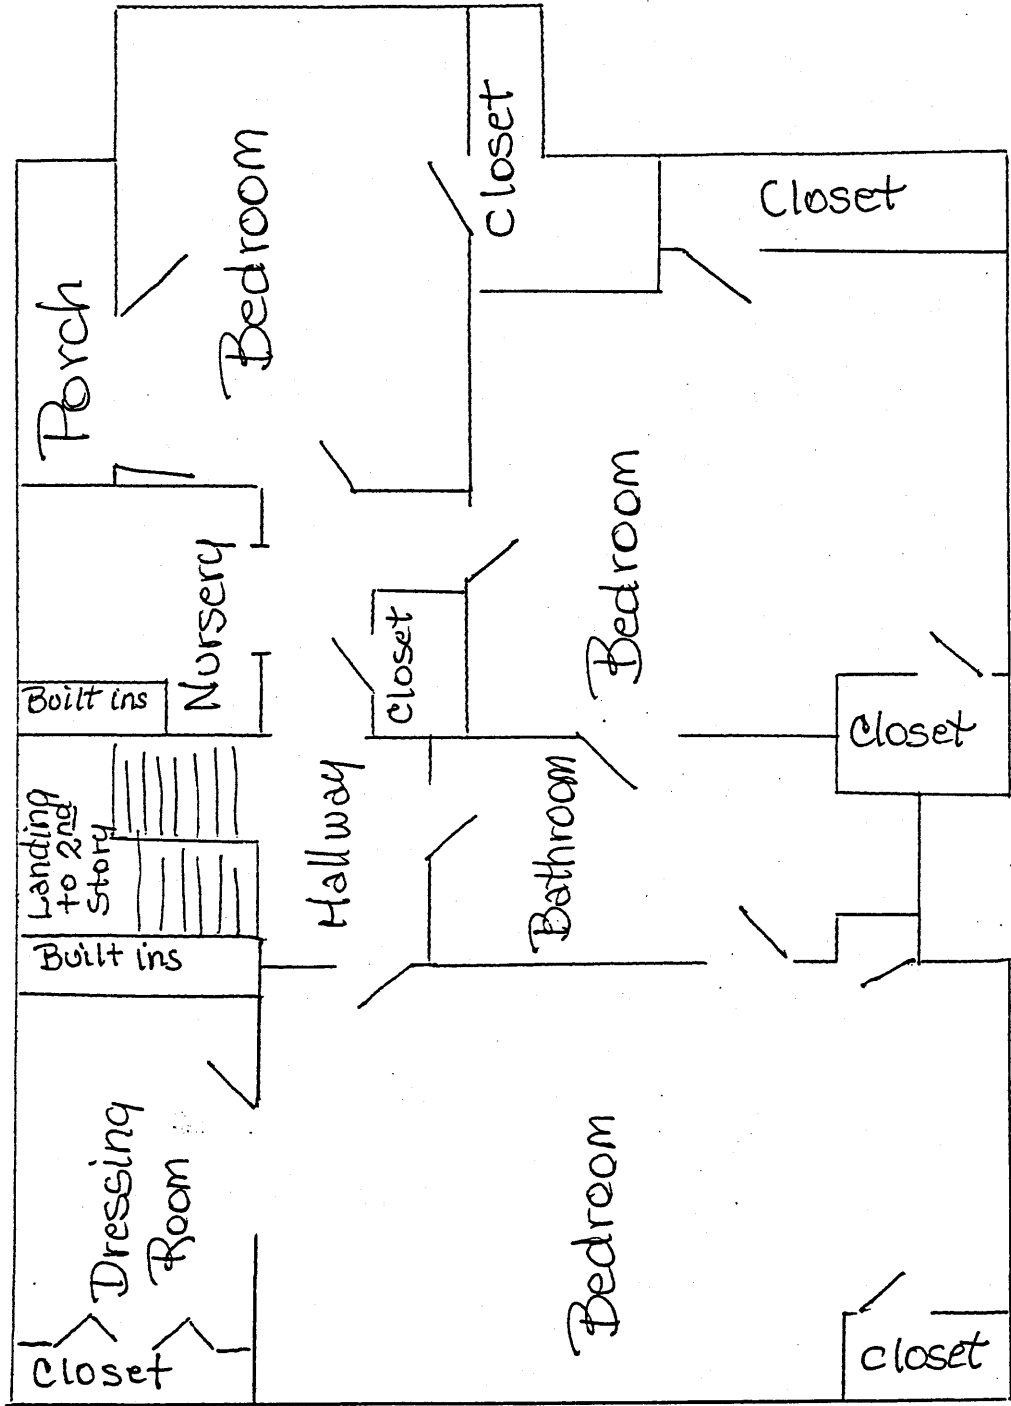 Closet
Closet
Bedroom
Porch
Bedroom
Nursery
Closet
Built ins
Closet
Landing
to 2nd
Story
Hallway
Bathroom
Built ins
Dressing
Room
Bedroom
Closet
closet